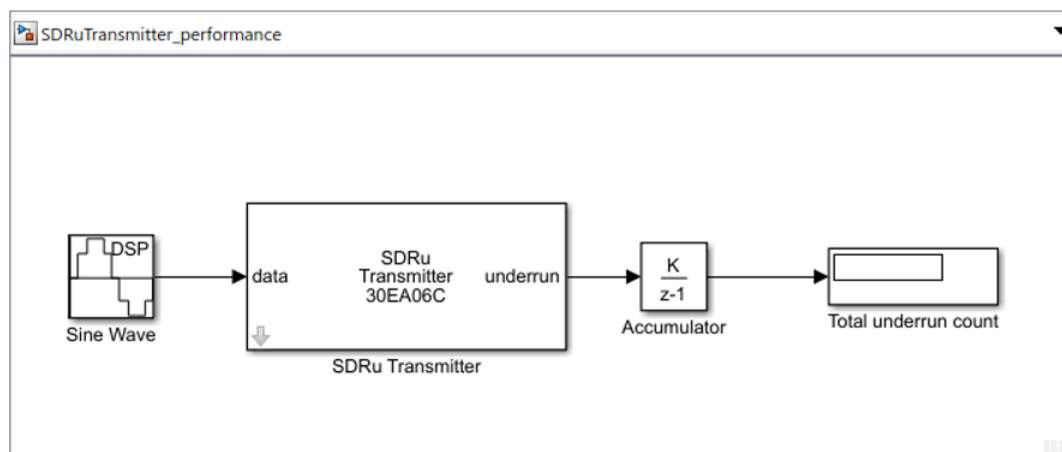 SDRuTransmitter_performance
DSP
Sine Wave
data
SDRu
Transmitter
30EA06C
underrun
SDRu Transmitter
K
z-1
Accumulator
Total underrun count